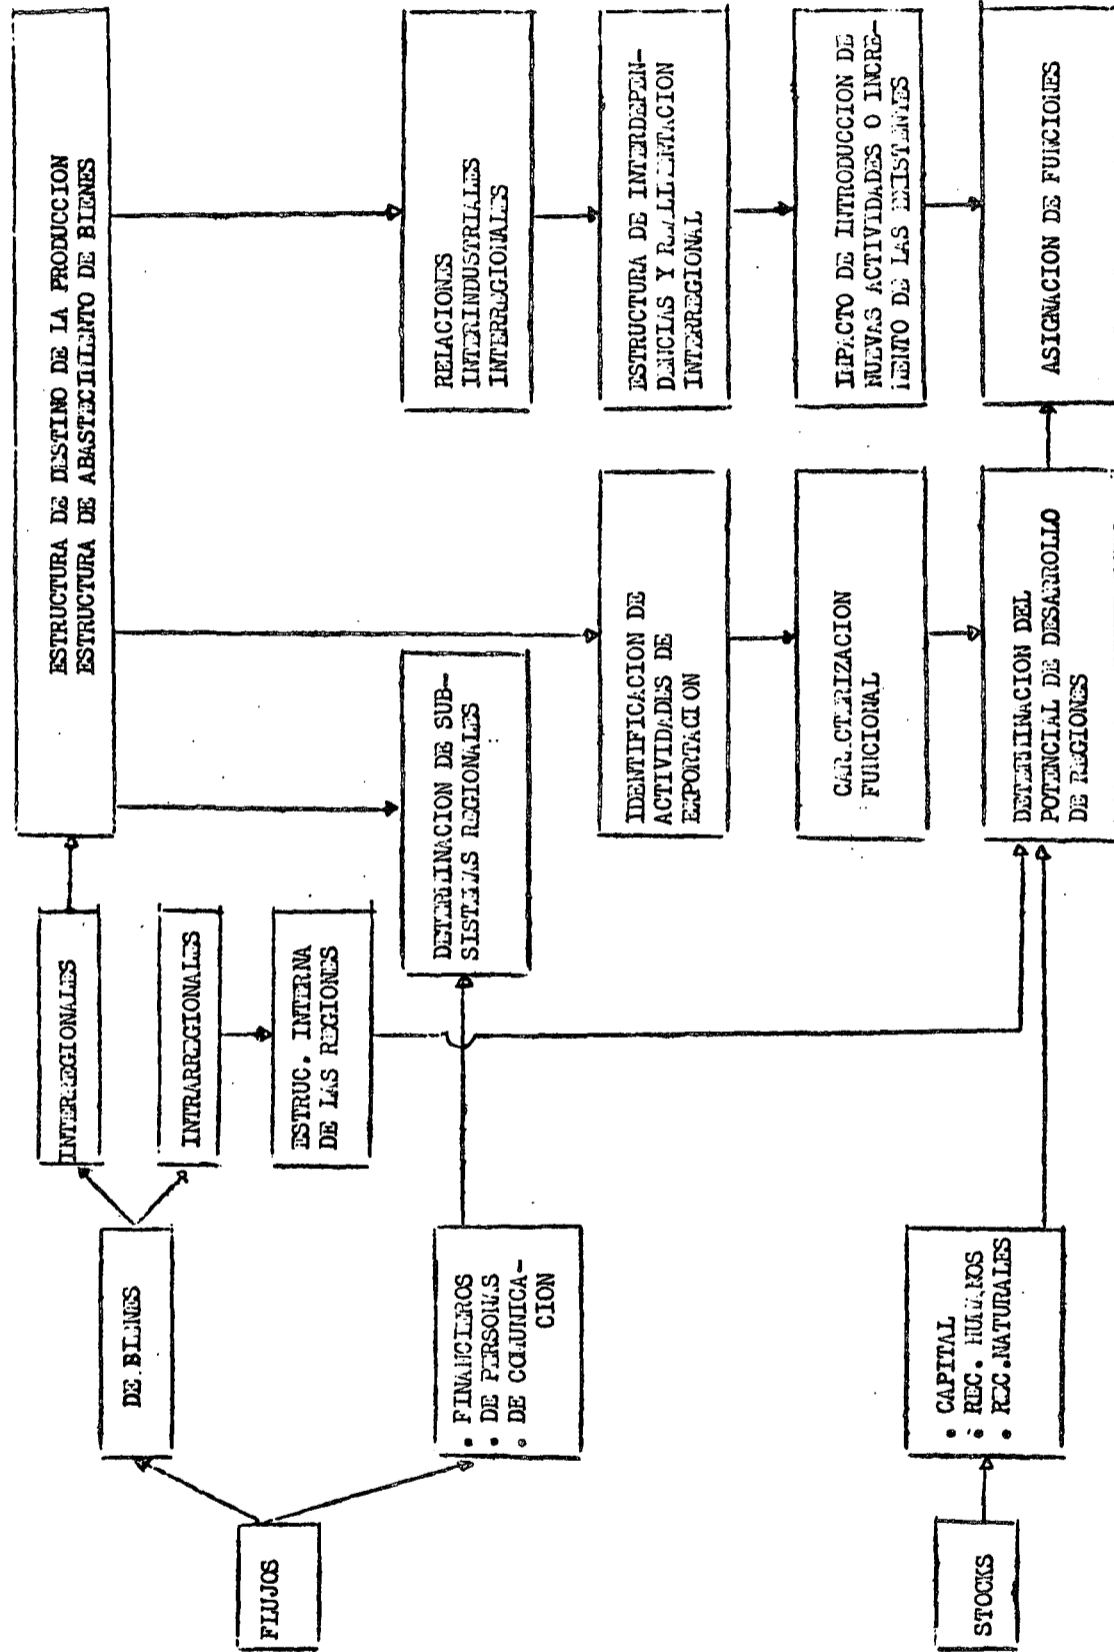 FLUJOS
STOCKS
DE BIENES
• FINANCIEROS
• DE PERSONAS
• DE COMUNICA-
CION
• CAPITAL
• REC. HUMANOS
• REC.NATURALES
INTERREGIONALES
INTRARREGIONALES
ESTRUC. INTERNA
DE LAS REGIONES
ESTRUCTURA DE DESTINO DE LA PRODUCCION
ESTRUCTURA DE ABASTECIMIENTO DE BIENES
DETERMINACION DE SUB-
SISTEMAS REGIONALES
RELACIONES
INTERINDUSTRIALES
INTERREGIONALES
IDENTIFICACION DE
ACTIVIDADES DE
EXPORTACION
ESTRUCTURA DE INTERDEPEN-
DENCIAS Y REALIMENTACION
INTERREGIONAL
CARACTERIZACION
FUNCIONAL
IMPACTO DE INTRODUCCION DE
NUEVAS ACTIVIDADES O INCRE-
MENTO DE LAS EXISTENTES
DETERMINACION DEL
POTENCIAL DE DESARROLLO
DE REGIONES
ASIGNACION DE FUNCIONES